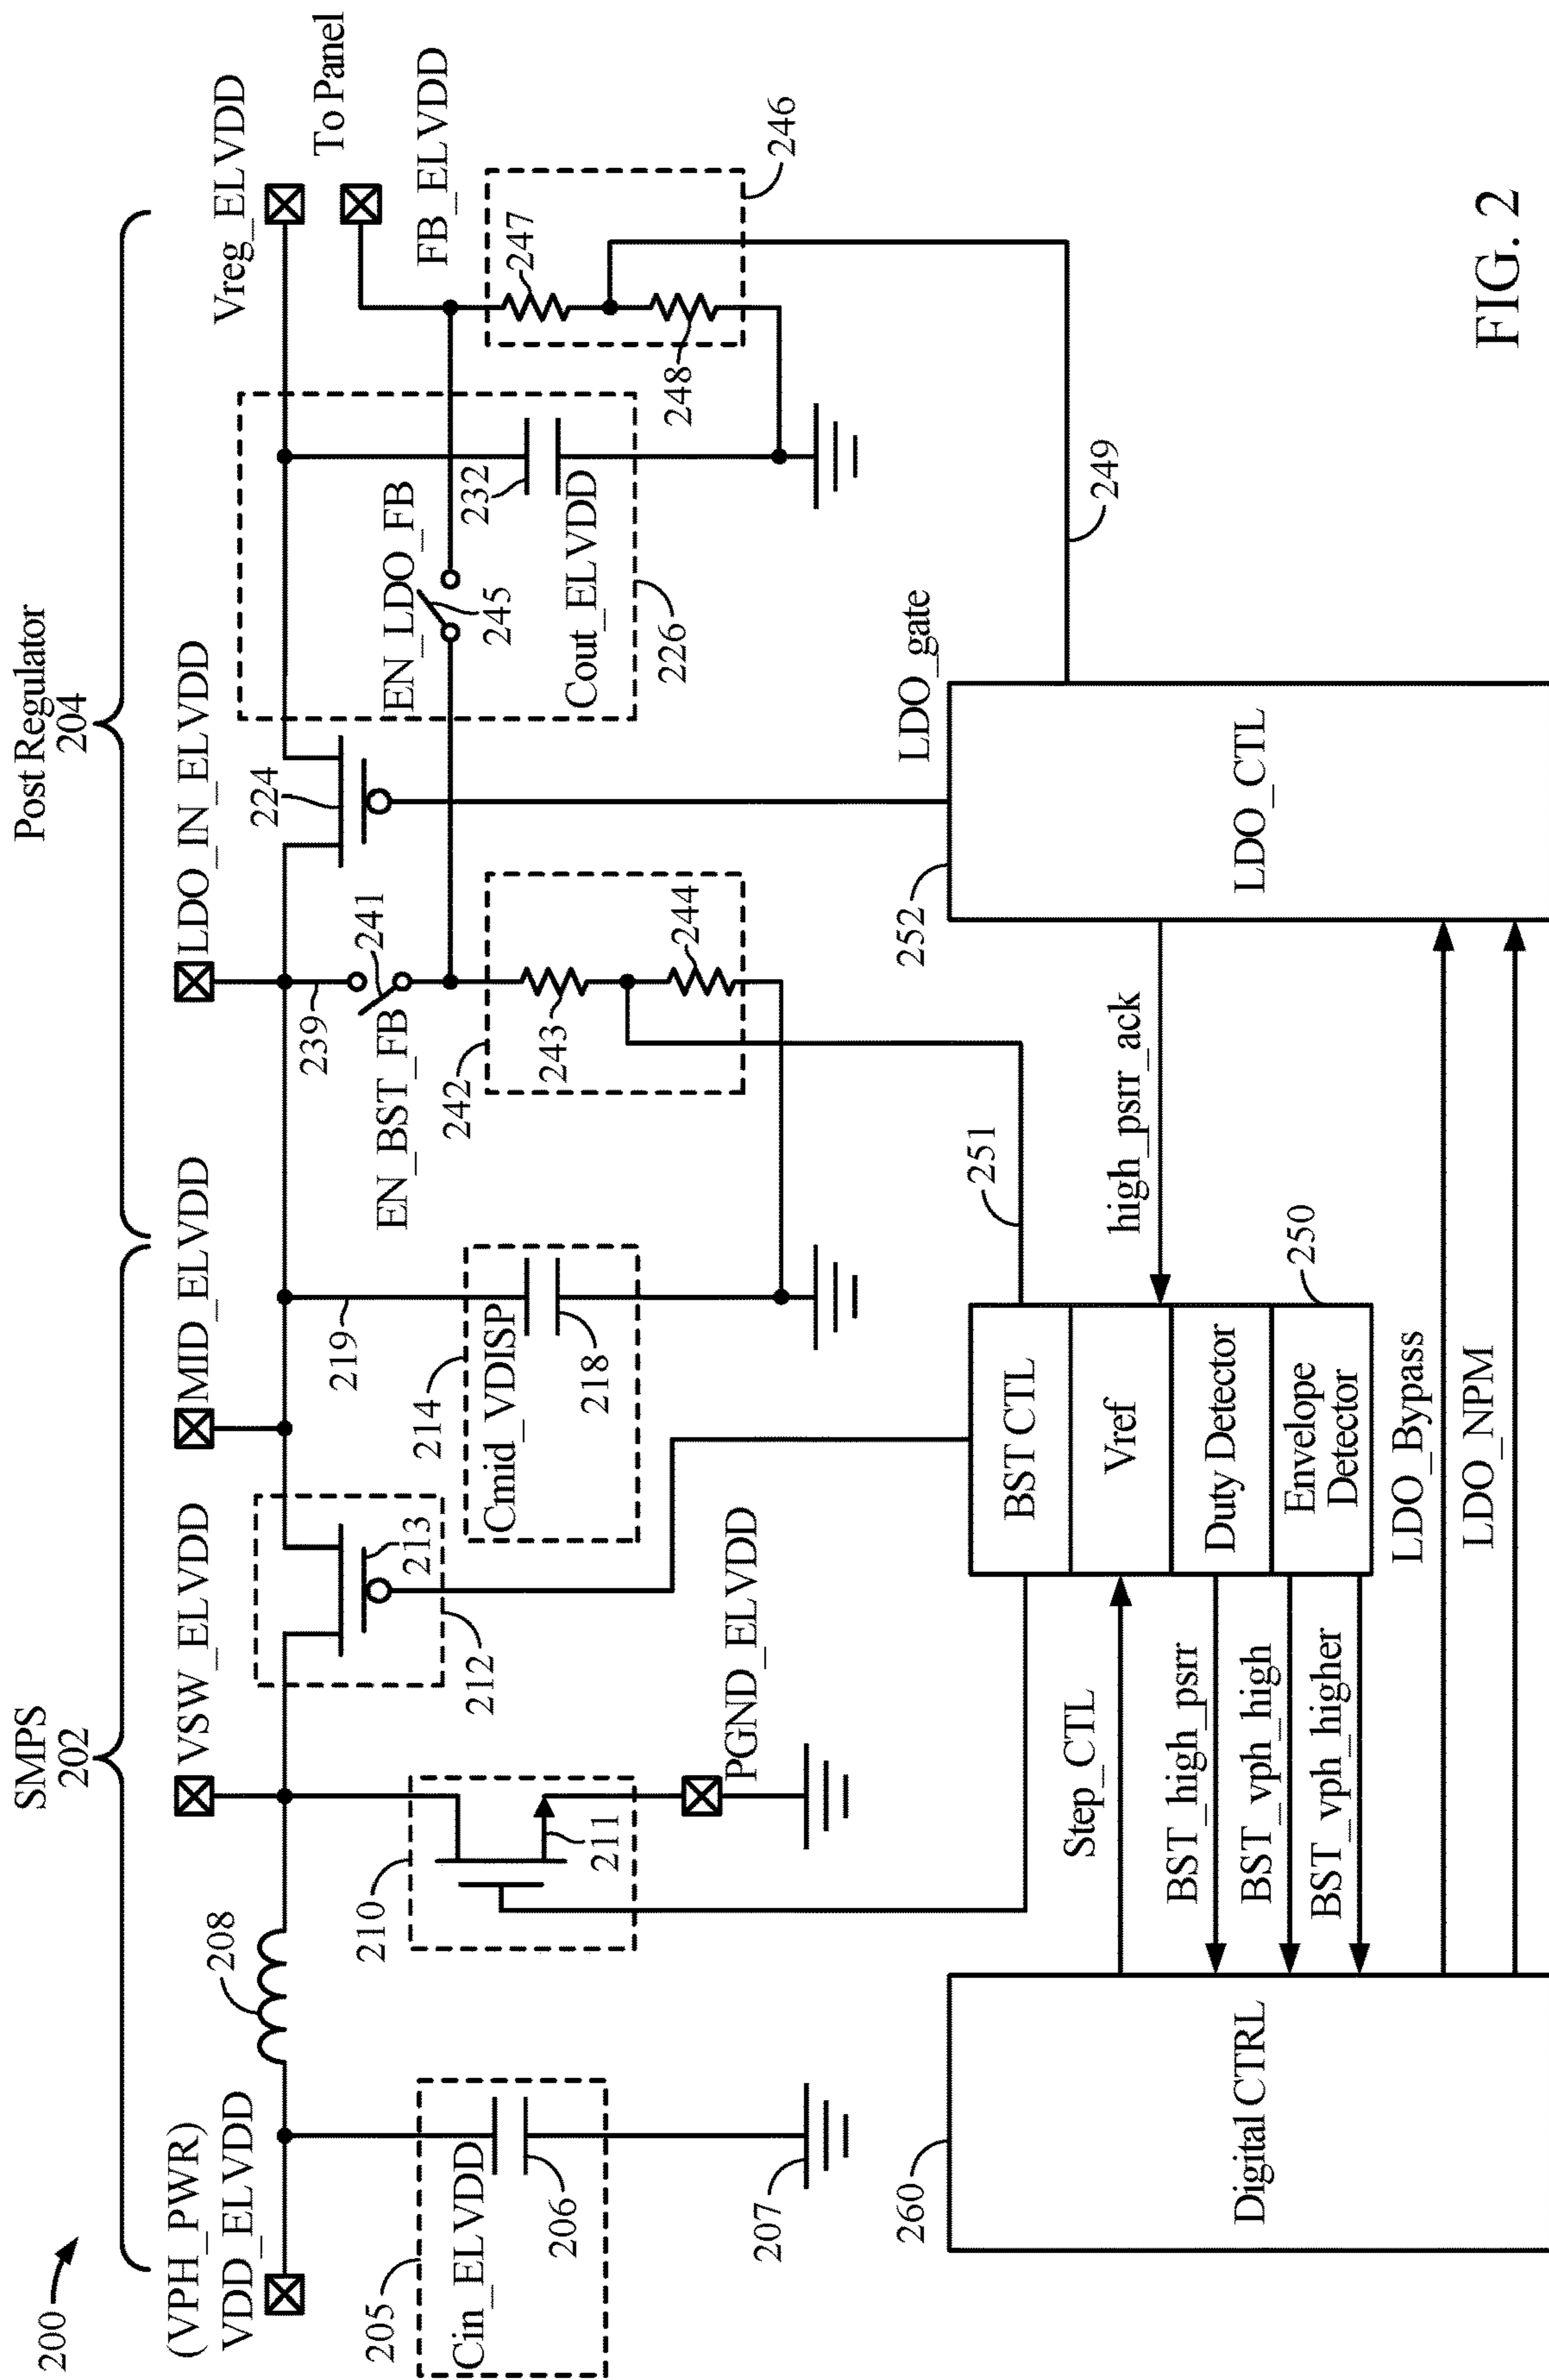 200
SMPS
202
Post Regulator
204
(VPH_PWR)
VDD_ELVDD
VSW_ELVDD
MID_ELVDD
LDO_IN_ELVDD
Vreg_ELVDD
To Panel
FB_ELVDD
208
205
Cin_ELVDD
206
207
210
211
PGND_ELVDD
212
213
214
Cmid_VDISP
218
219
239
241
EN_BST_FB
242
243
244
224
EN_LDO_FB
245
232
Cout_ELVDD
226
246
247
248
249
251
260
Digital CTRL
Step_CTL
BST_high_psrr
BST_vph_high
BST_vph_higher
BST CTL
Vref
Duty Detector
Envelope
Detector
250
high_psrr_ack
LDO_Bypass
LDO_NPM
252
LDO_gate
LDO_CTL
FIG. 2